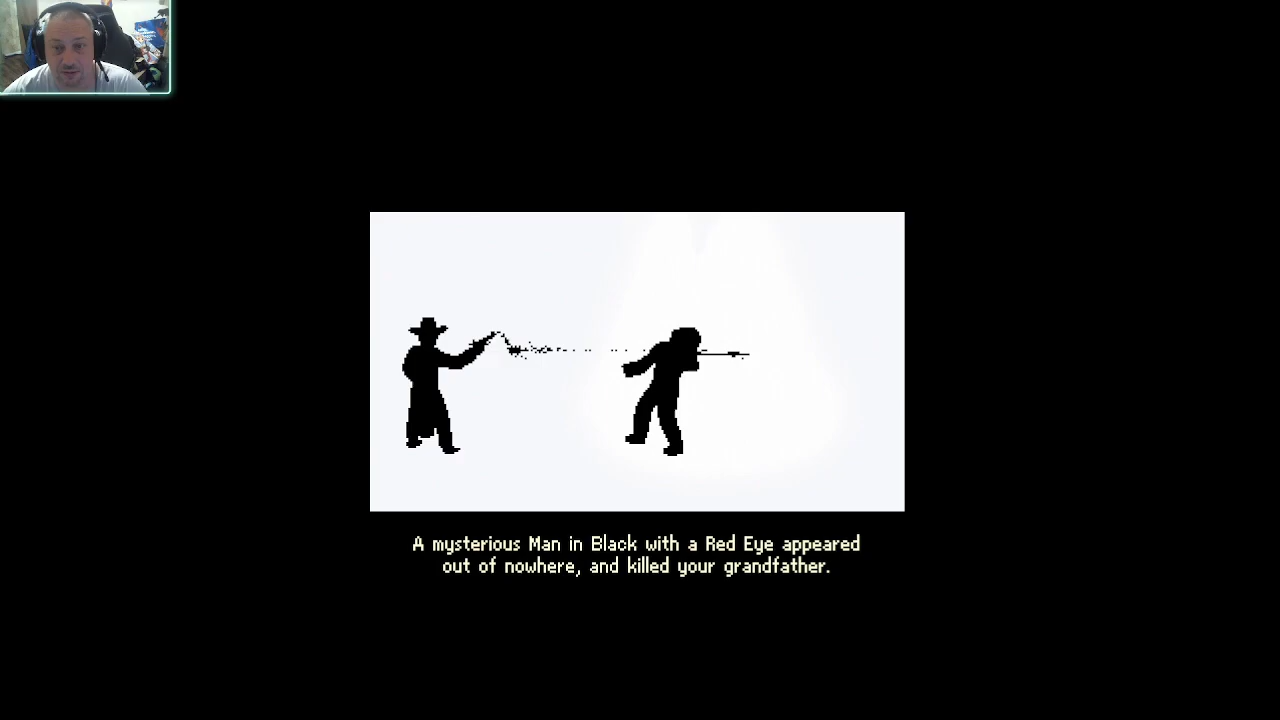 A mysterious Man in Black with a Red Eye appeared
out of nowhere, and killed your grandfather.